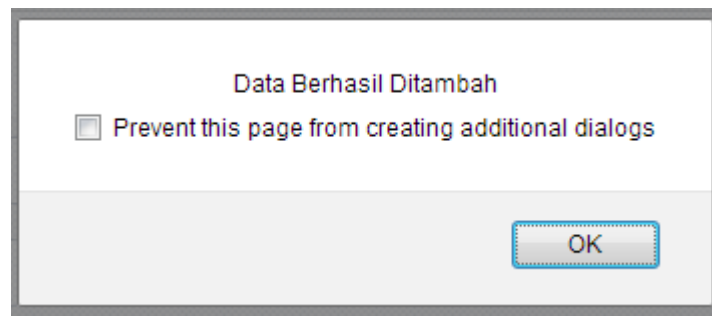 Data Berhasil Ditambah
Prevent this page from creating additional dialogs
OK